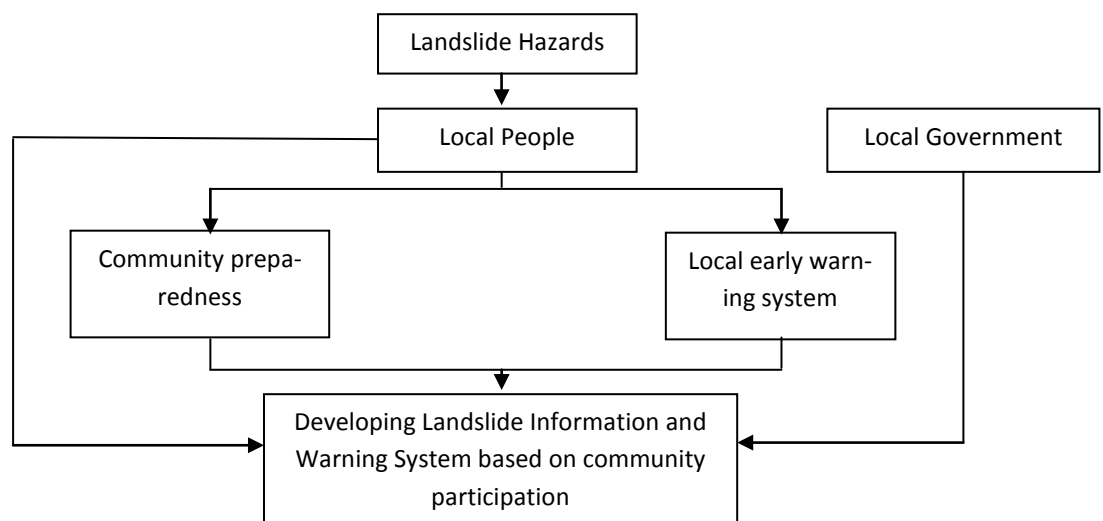 Landslide Hazards
Local People
Local Government
Community prepa-
redness
Local early warn-
ing system
Developing Landslide Information and
Warning System based on community
participation